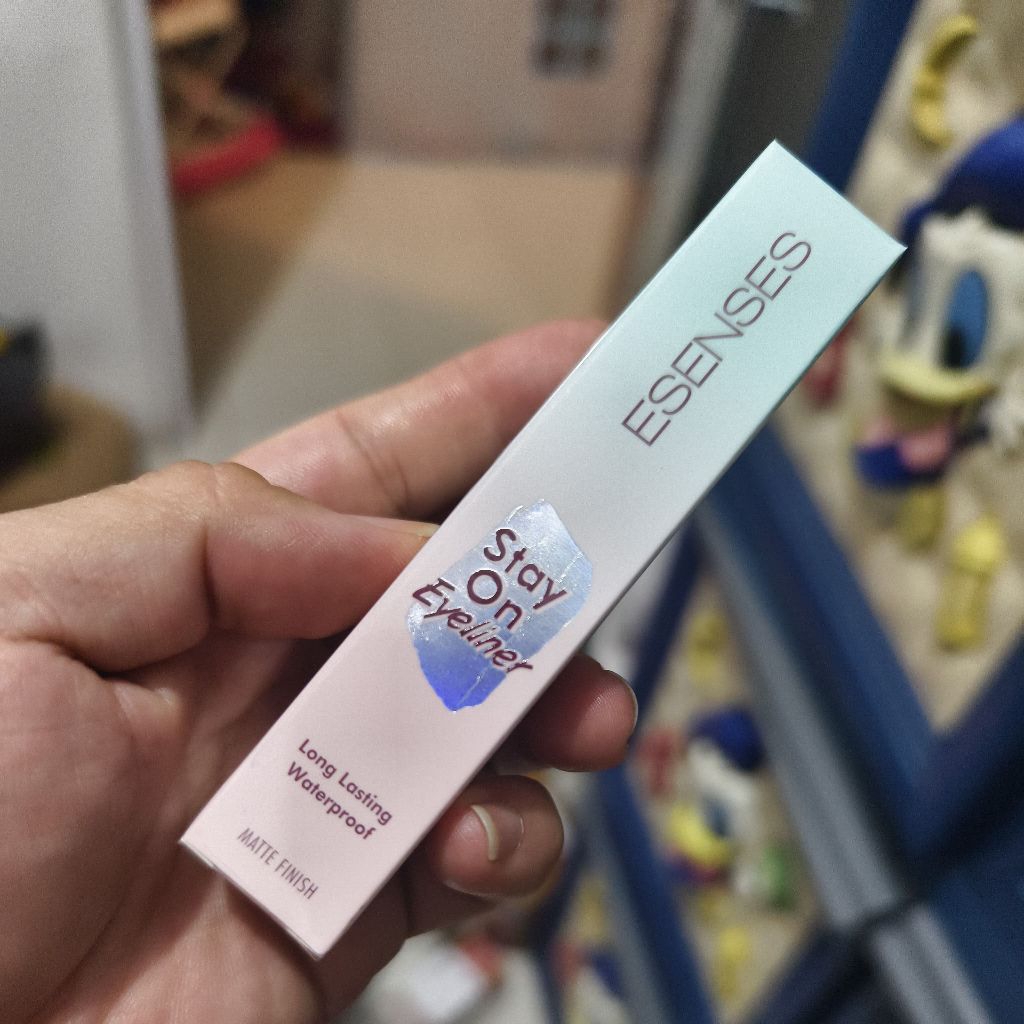 ESENSES
Stay
On
Eyeliner
Long Lasting
Waterproof
MATTE FINISH